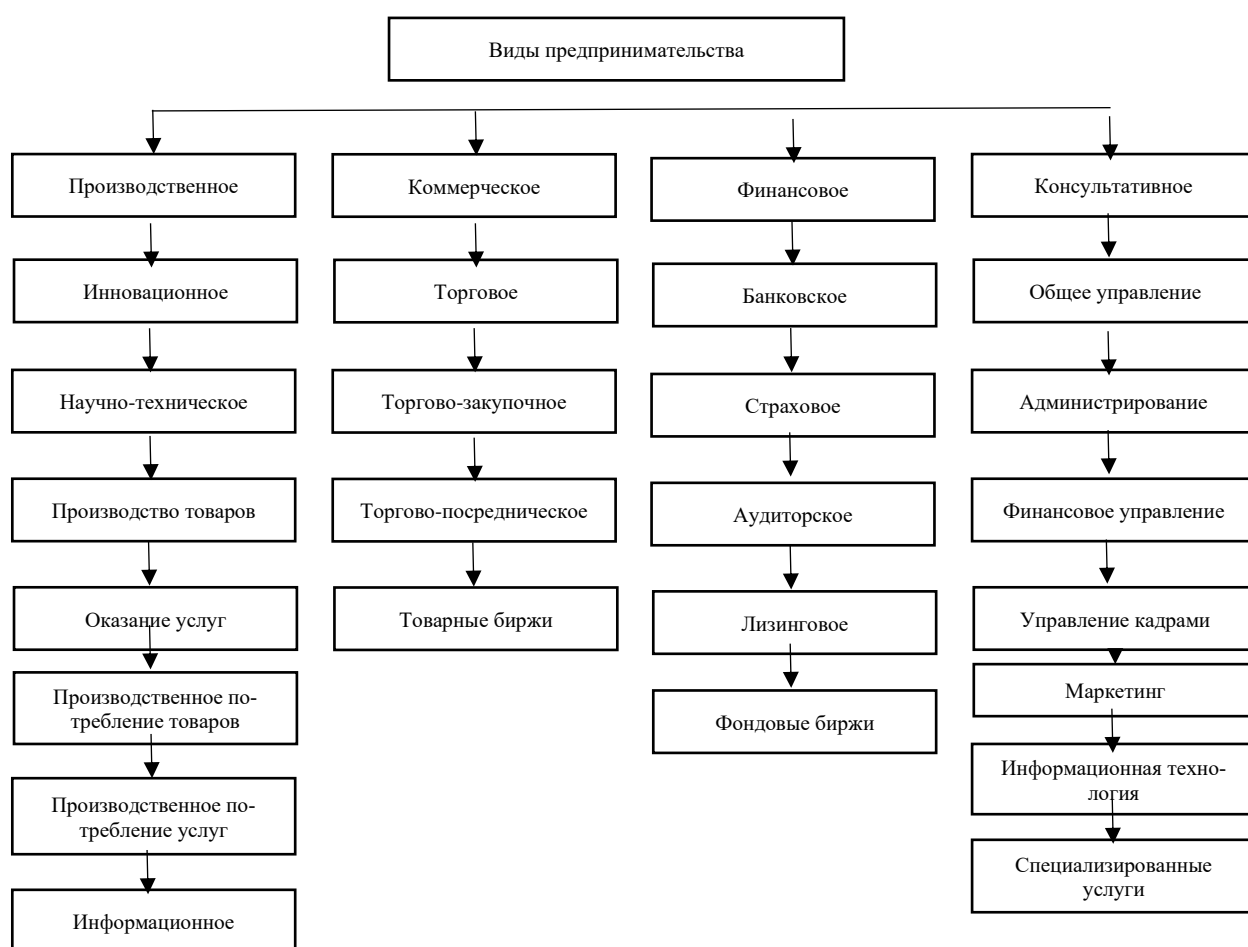 Виды предпринимательства
Производственное
Коммерческое
Финансовое
Консультативное
Инновационное
Торговое
Банковское
Общее управление
Научно-техническое
Торгово-закупочное
Страховое
Администрирование
Производство товаров
Торгово-посредническое
Аудиторское
Финансовое управление
Оказание услуг
Товарные биржи
Лизинговое
Управление кадрами
Производственное по-
требление товаров
Фондовые биржи
Маркетинг
Производственное по-
требление услуг
Информационная техно-
логия
Информационное
Специализированные
услуги